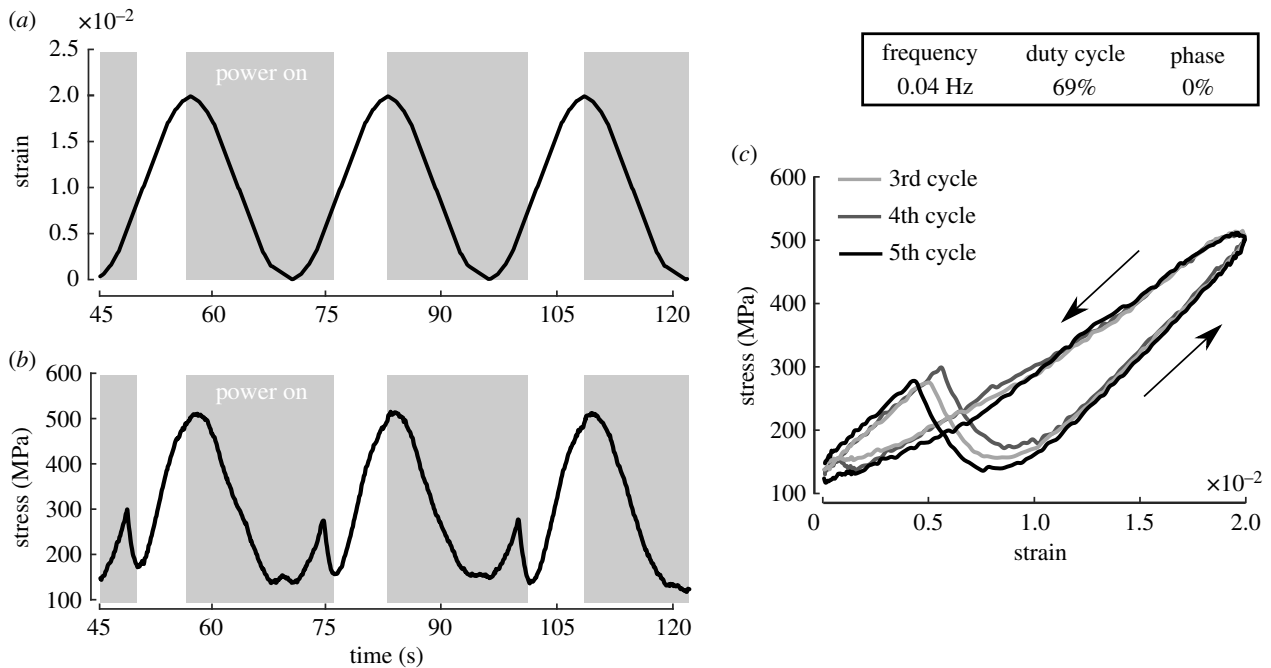 (a)
×10⁻²
2.5
2.0
1.5
1.0
0.5
0
strain
power on
45 60 75 90 105 120
(b)
600
500
400
300
200
100
stress (MPa)
power on
45 60 75 90 105 120
time (s)
frequency duty cycle phase
0.04 Hz 69% 0%
(c)
600
500
400
300
200
100
stress (MPa)
3rd cycle
4th cycle
5th cycle
×10⁻²
0 0.5 1.0 1.5 2.0
strain